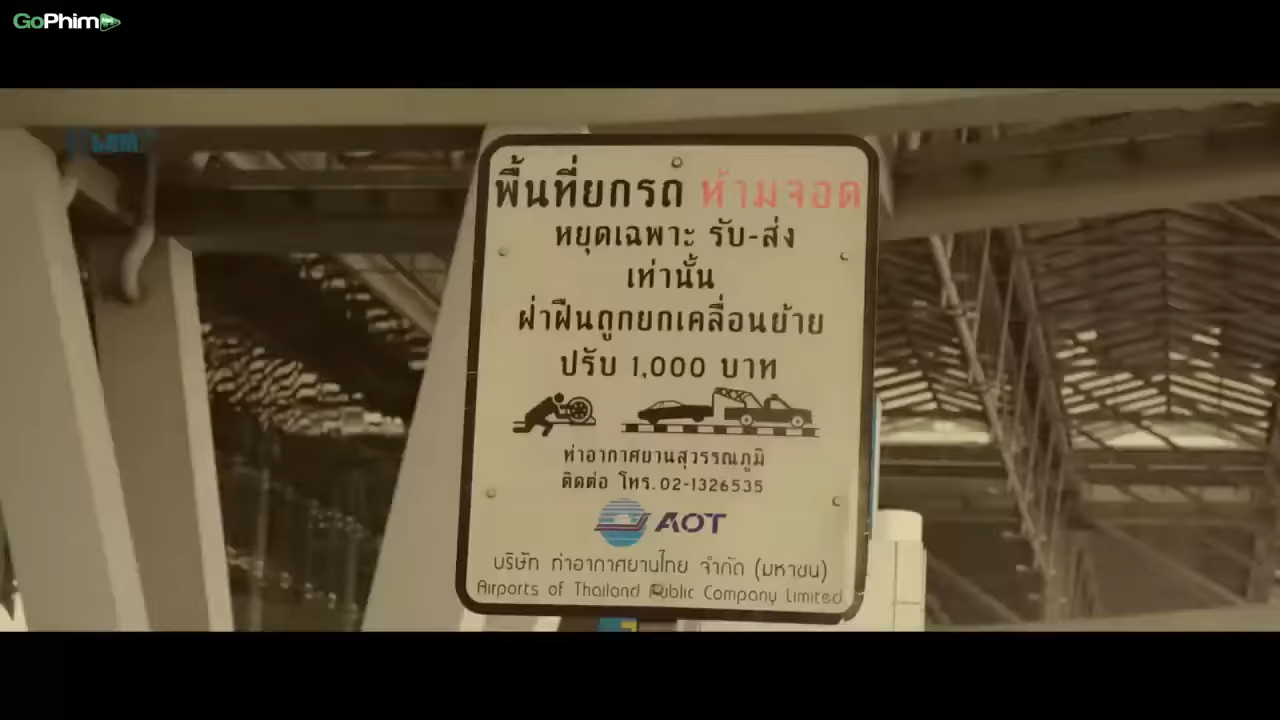 GoPhim
พื้นที่ยกรถ ห้ามจอด
หยุดเฉพาะ รับ-ส่ง
เท่านั้น
ฝ่าฝืนถูกยกเคลื่อนย้าย
ปรับ 1,000 บาท
ท่าอากาศยานสุวรรณภูมิ
ติดต่อ โทร. 02-1326535
AOT
บริษัท ท่าอากาศยานไทย จำกัด (มหาชน)
Airports of Thailand Public Company Limited